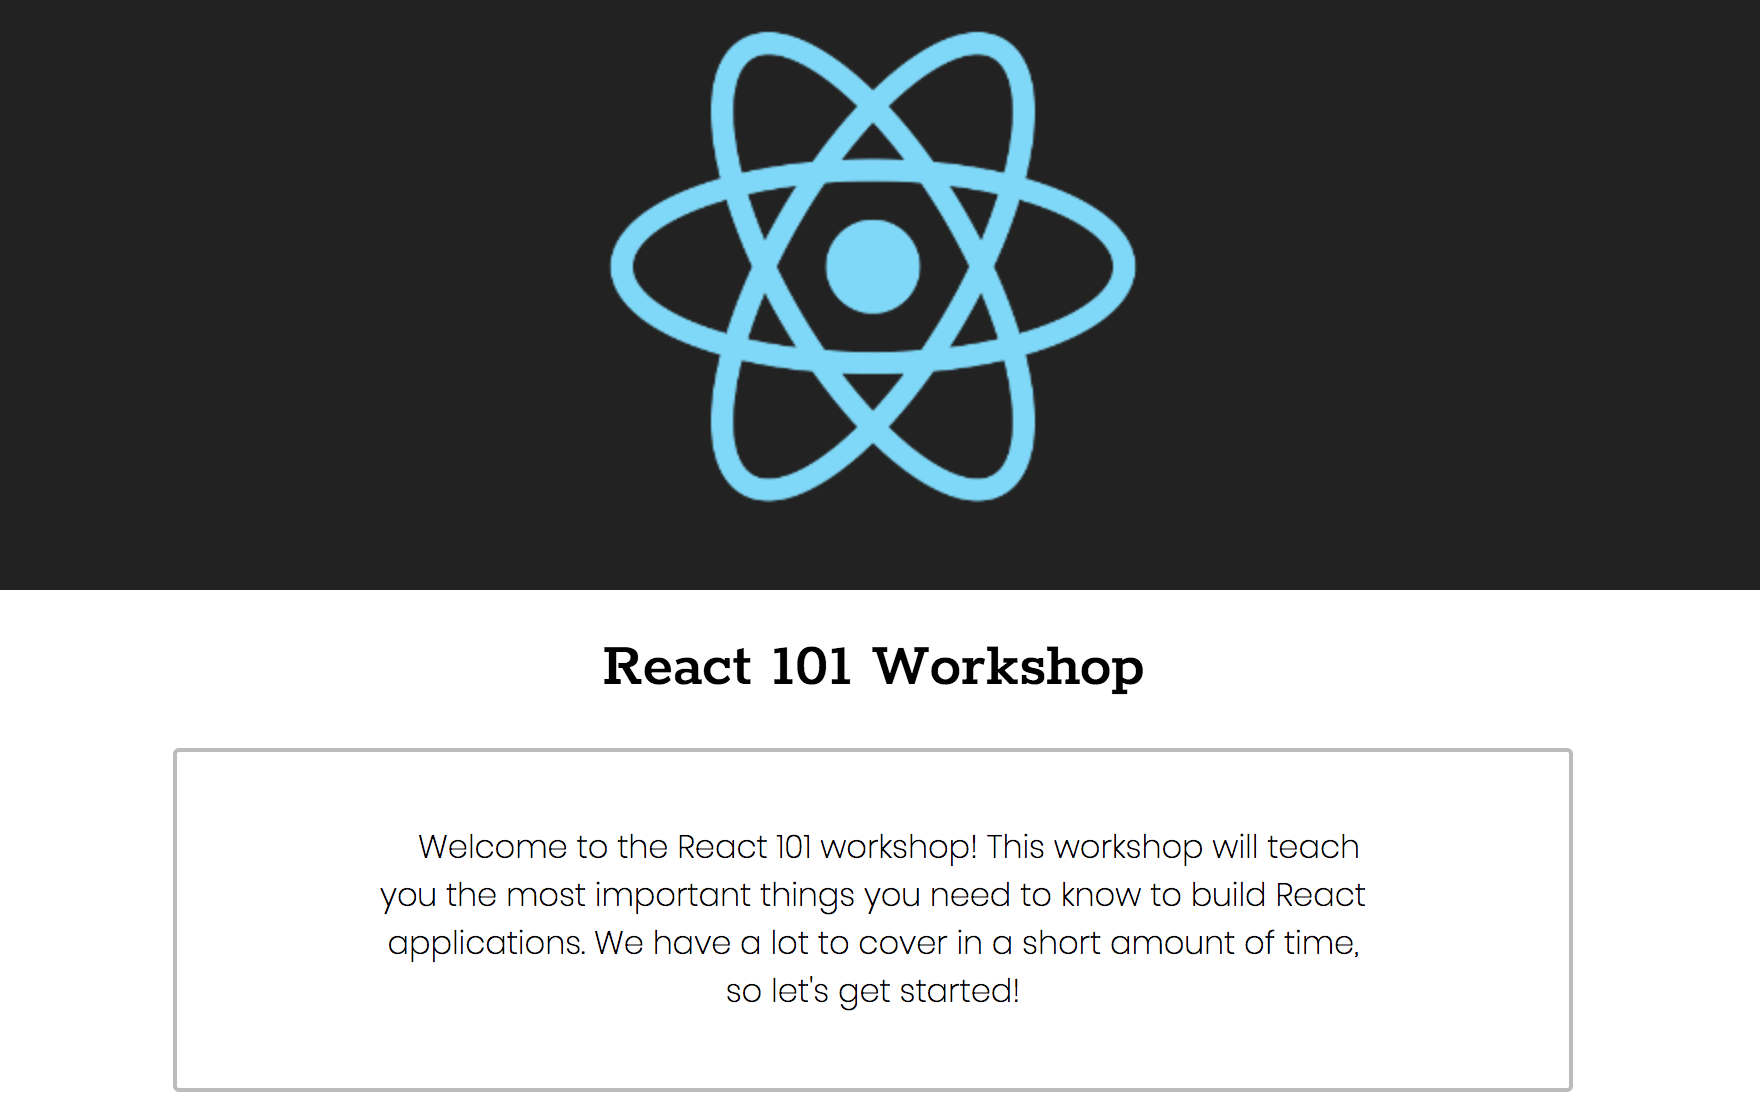 React 101 Workshop
Welcome to the React 101 workshop! This workshop will teach
you the most important things you need to know to build React
applications. We have a lot to cover in a short amount of time,
so let's get started!